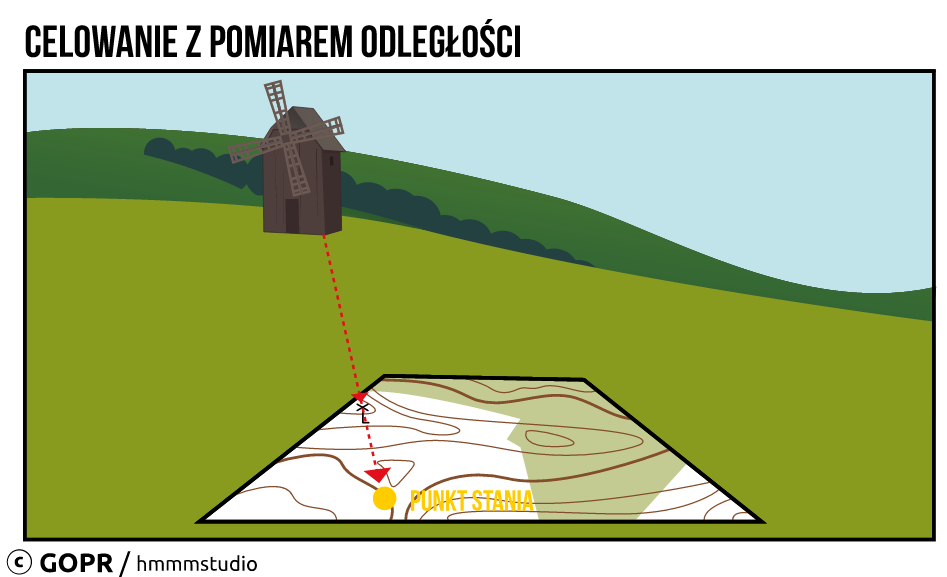 CELOWANIE Z POMIAREM ODLEGŁOŚCI
PUNKT STANIA
© GOPR / hmmmstudio